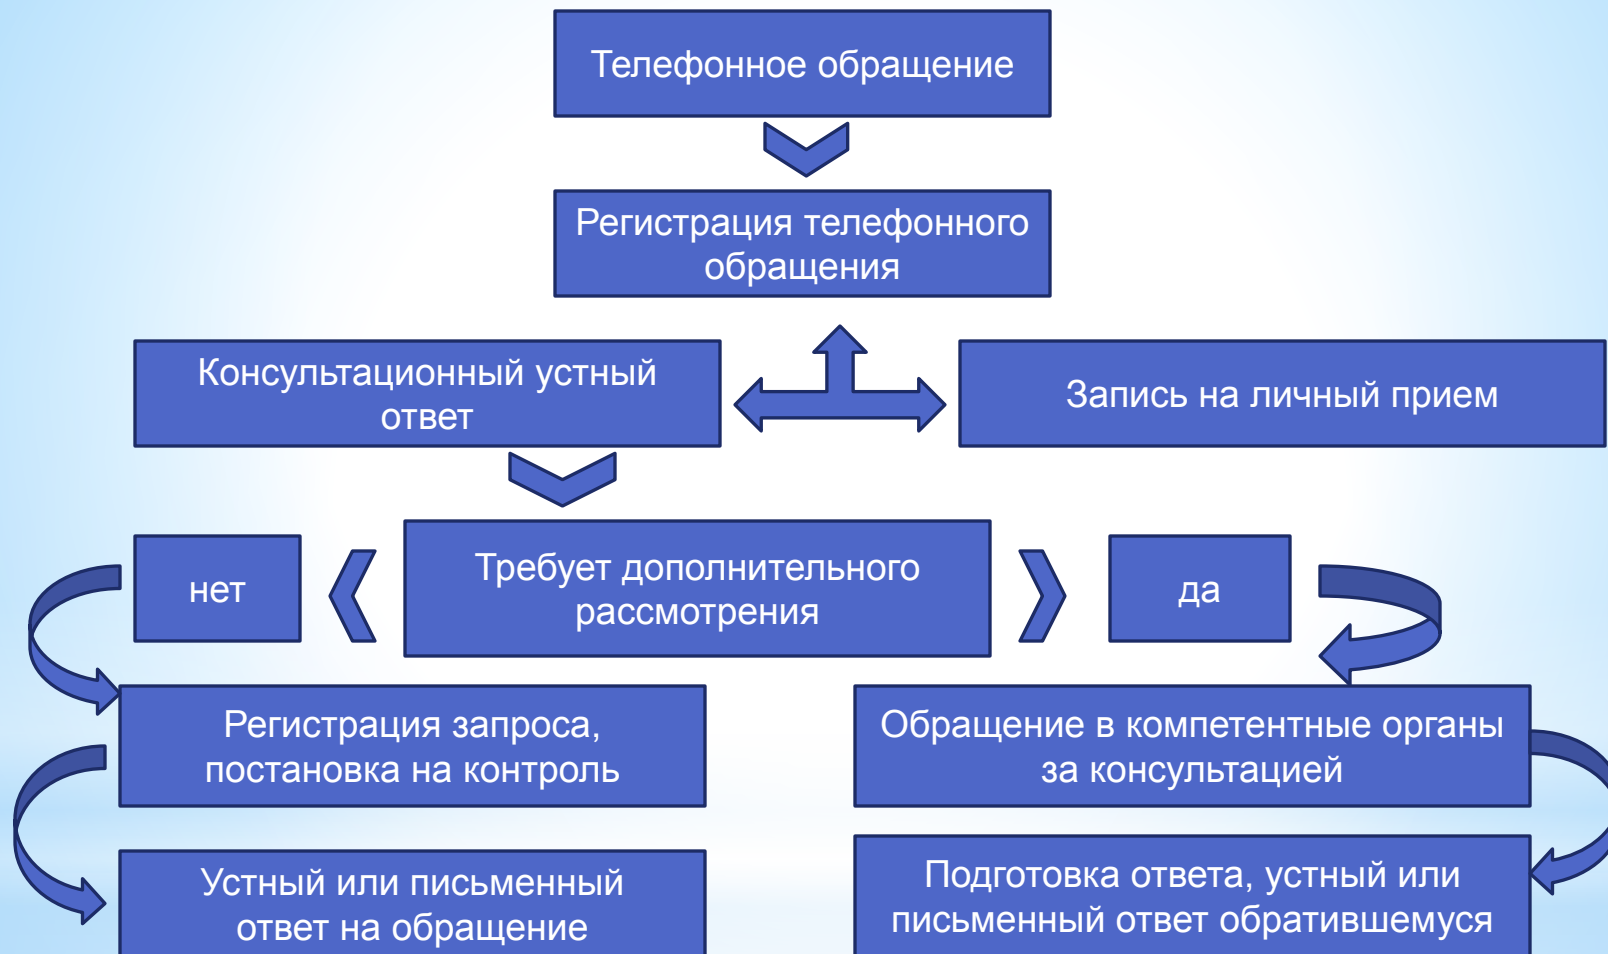 Телефонное обращение
Регистрация телефонного
обращения
Консультационный устный
ответ
Запись на личный прием
Требует дополнительного
рассмотрения
нет
да
Регистрация запроса,
постановка на контроль
Обращение в компетентные органы
за консультацией
Устный или письменный
ответ на обращение
Подготовка ответа, устный или
письменный ответ обратившемуся